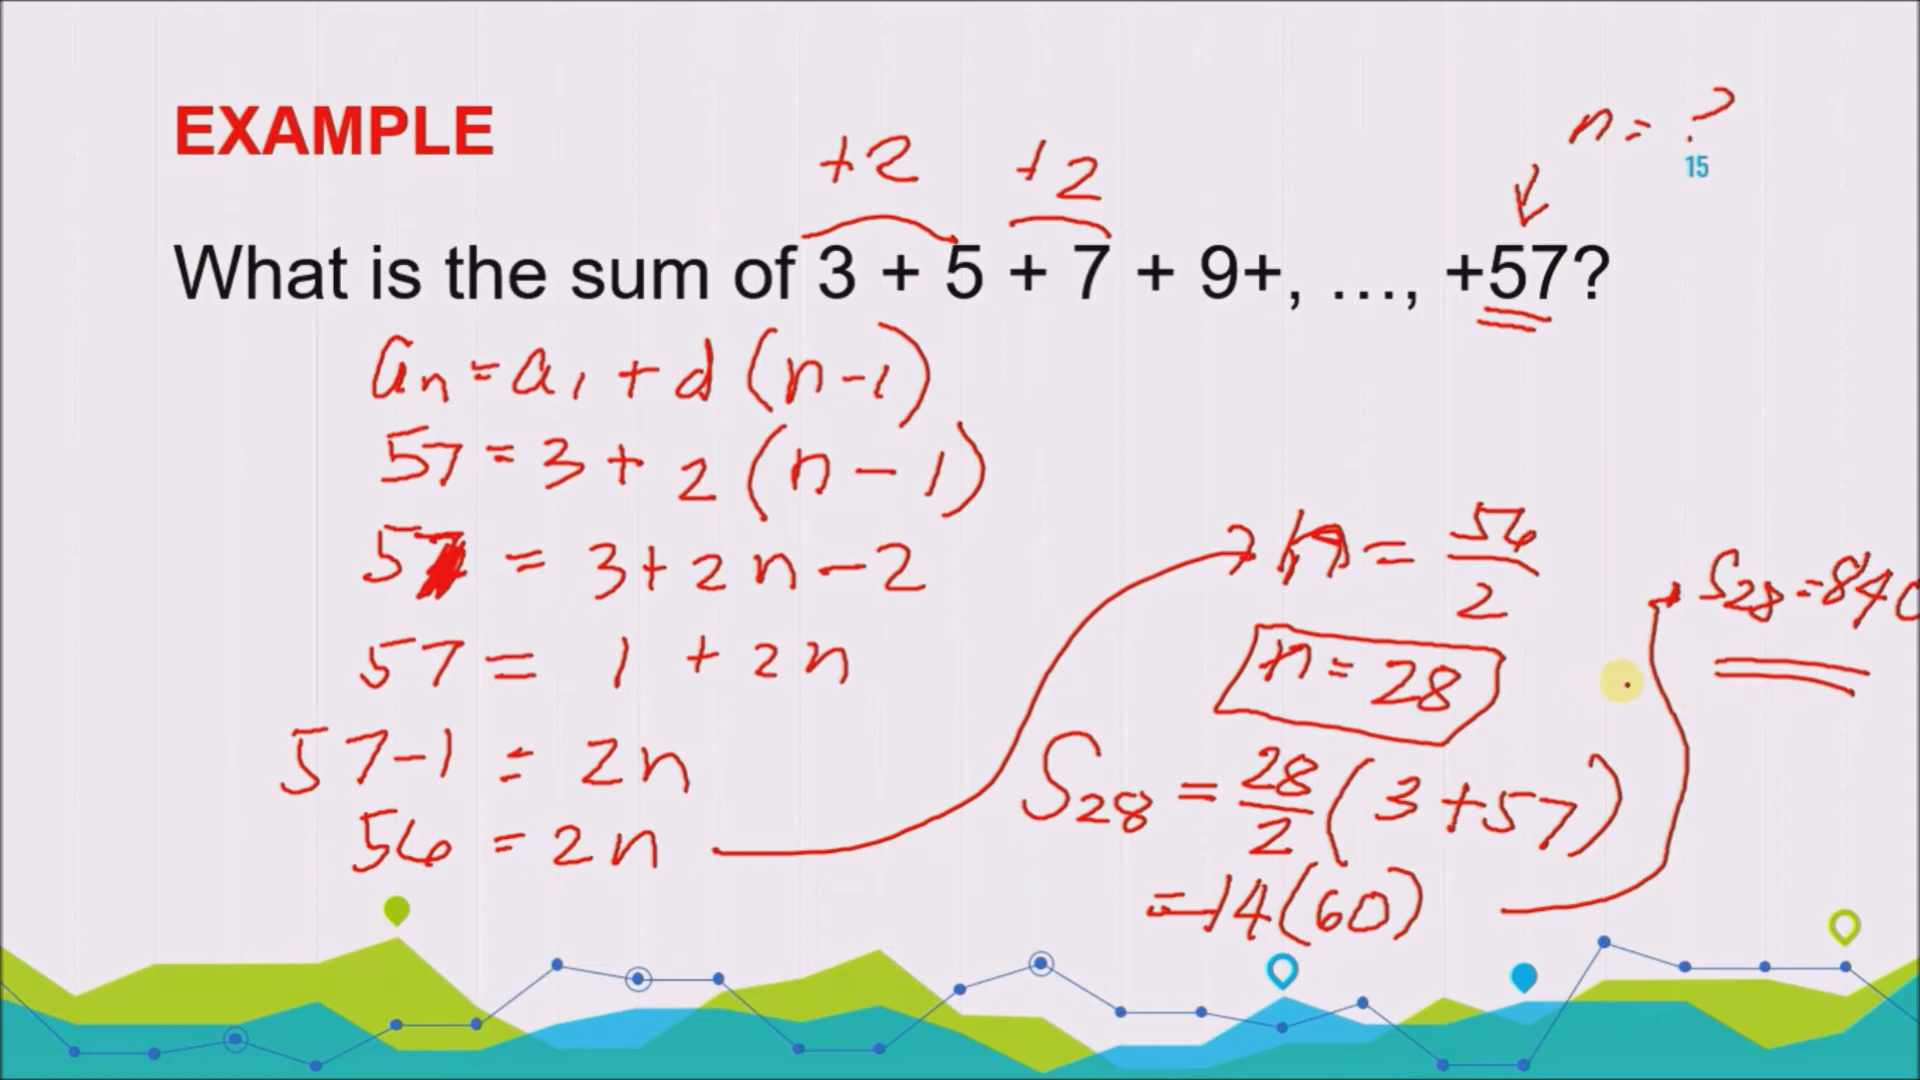 EXAMPLE
n = ?
15
+2 +2
What is the sum of 3 + 5 + 7 + 9+, …, +57?
an = a1 + d (n-1)
57 = 3 + 2 (n - 1)
57 = 3 + 2n - 2
57 = 1 + 2n
57-1 = 2n
56 = 2n
n = 56/2
n = 28
S28 = 28/2 (3 + 57)
= 14(60)
S28 = 840